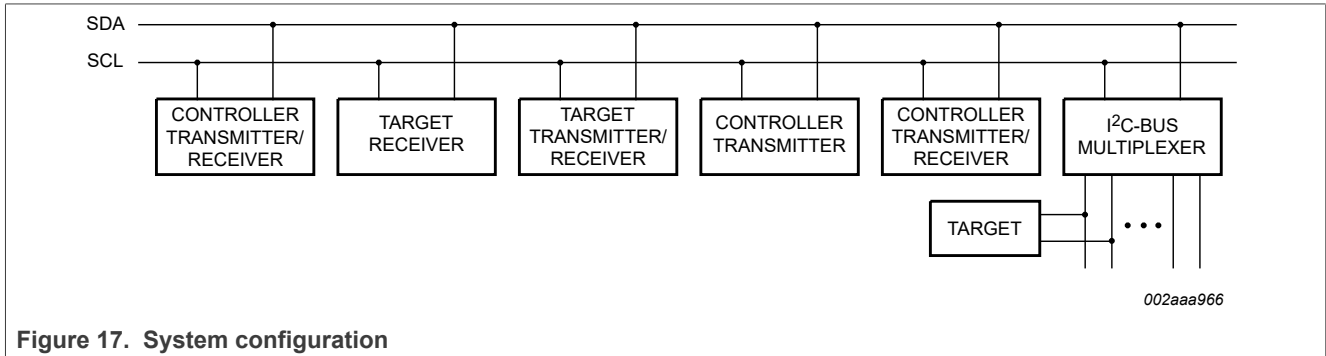 SDA
SCL
CONTROLLER
TRANSMITTER/
RECEIVER
TARGET
RECEIVER
TARGET
TRANSMITTER/
RECEIVER
CONTROLLER
TRANSMITTER
CONTROLLER
TRANSMITTER/
RECEIVER
I²C-BUS
MULTIPLEXER
TARGET
002aaa966
Figure 17. System configuration